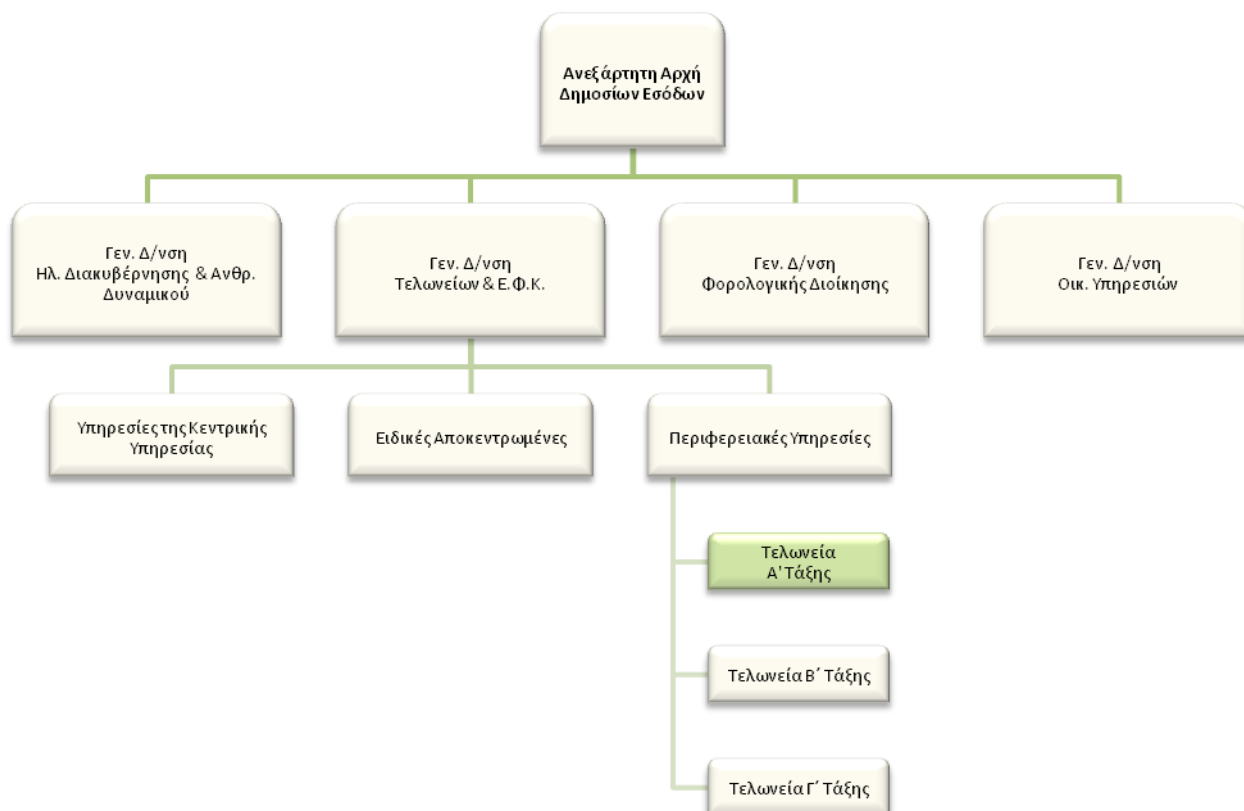 Ανεξάρτητη Αρχή
Δημοσίων Εσόδων
Γεν. Δ/νση
Ηλ. Διακυβέρνησης & Ανθρ.
Δυναμικού
Γεν. Δ/νση
Τελωνείων & Ε.Φ.Κ.
Γεν. Δ/νση
Φορολογικής Διοίκησης
Γεν. Δ/νση
Οικ. Υπηρεσιών
Υπηρεσίες της Κεντρικής
Υπηρεσίας
Ειδικές Αποκεντρωμένες
Περιφερειακές Υπηρεσίες
Τελωνεία
Α' Τάξης
Τελωνεία Β΄ Τάξης
Τελωνεία Γ΄ Τάξης